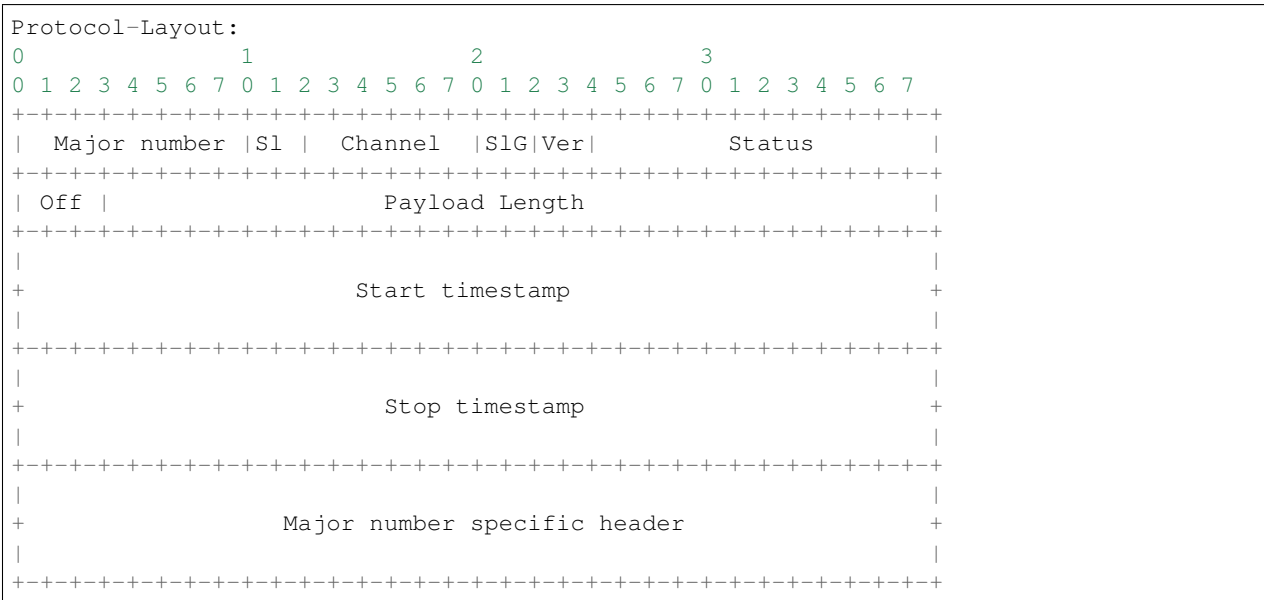 Protocol-Layout:
0               1               2               3
0 1 2 3 4 5 6 7 0 1 2 3 4 5 6 7 0 1 2 3 4 5 6 7 0 1 2 3 4 5 6 7
+-+-+-+-+-+-+-+-+-+-+-+-+-+-+-+-+-+-+-+-+-+-+-+-+-+-+-+-+-+-+-+-+
|  Major number |Sl |  Channel  |SlG|Ver|         Status        |
+-+-+-+-+-+-+-+-+-+-+-+-+-+-+-+-+-+-+-+-+-+-+-+-+-+-+-+-+-+-+-+-+
| Off |                   Payload Length                        |
+-+-+-+-+-+-+-+-+-+-+-+-+-+-+-+-+-+-+-+-+-+-+-+-+-+-+-+-+-+-+-+-+
|                                                               |
+                       Start timestamp                         +
|                                                               |
+-+-+-+-+-+-+-+-+-+-+-+-+-+-+-+-+-+-+-+-+-+-+-+-+-+-+-+-+-+-+-+-+
|                                                               |
+                         Stop timestamp                        +
|                                                               |
+-+-+-+-+-+-+-+-+-+-+-+-+-+-+-+-+-+-+-+-+-+-+-+-+-+-+-+-+-+-+-+-+
|                                                               |
+                  Major number specific header                 +
|                                                               |
+-+-+-+-+-+-+-+-+-+-+-+-+-+-+-+-+-+-+-+-+-+-+-+-+-+-+-+-+-+-+-+-+